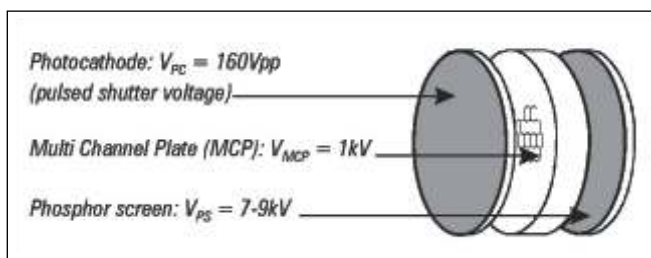 Photocathode: V_PC = 160Vpp
(pulsed shutter voltage)
Multi Channel Plate (MCP): V_MCP = 1kV
Phosphor screen: V_PS = 7-9kV